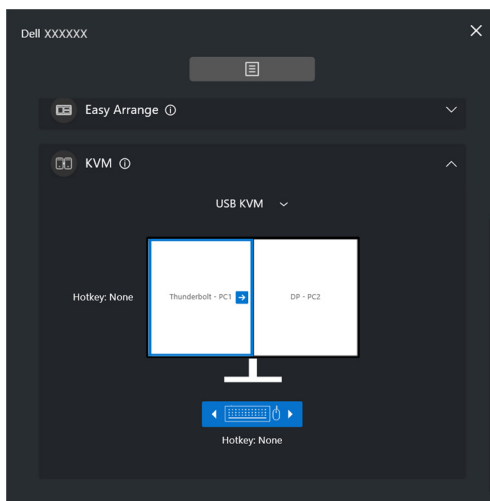 Dell XXXXXX
Easy Arrange
KVM
USB KVM
Hotkey: None
Thunderbolt - PC1
DP - PC2
Hotkey: None